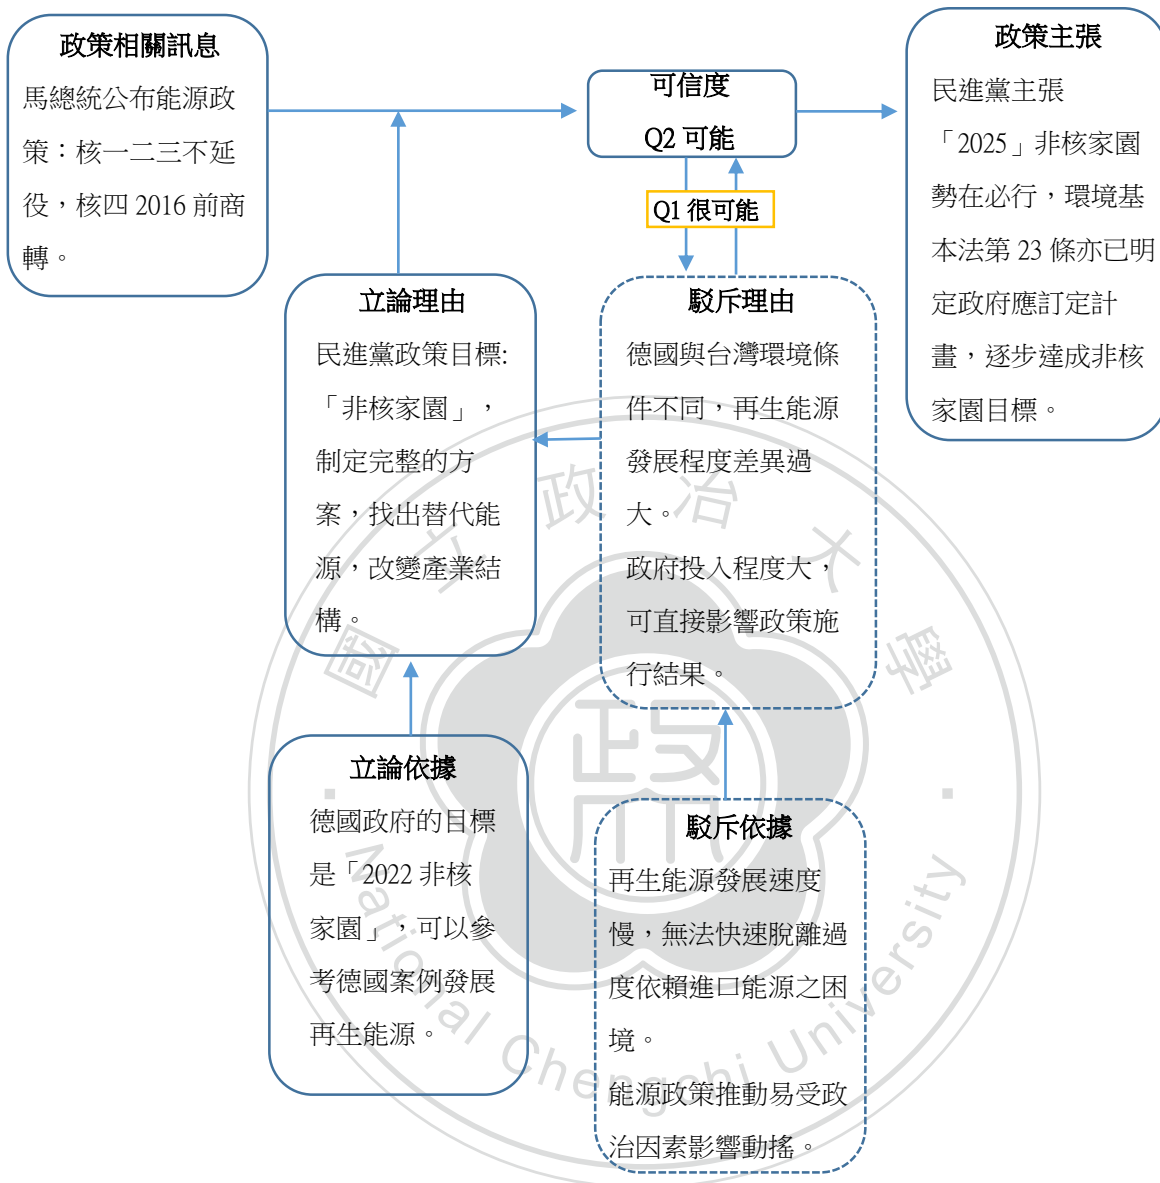 政策相關訊息
馬總統公布能源政
策：核一二三不延
役，核四 2016 前商
轉。
可信度
Q2 可能
Q1 很可能
政策主張
民進黨主張
「2025」非核家園
勢在必行，環境基
本法第 23 條亦已明
定政府應訂定計
畫，逐步達成非核
家園目標。
立論理由
民進黨政策目標:
「非核家園」，
制定完整的方
案，找出替代能
源，改變產業結
構。
駁斥理由
德國與台灣環境條
件不同，再生能源
發展程度差異過
大。
政府投入程度大，
可直接影響政策施
行結果。
立論依據
德國政府的目標
是「2022 非核
家園」，可以參
考德國案例發展
再生能源。
駁斥依據
再生能源發展速度
慢，無法快速脫離過
度依賴進口能源之困
境。
能源政策推動易受政
治因素影響動搖。
國立政治大學
政
National Chengchi University